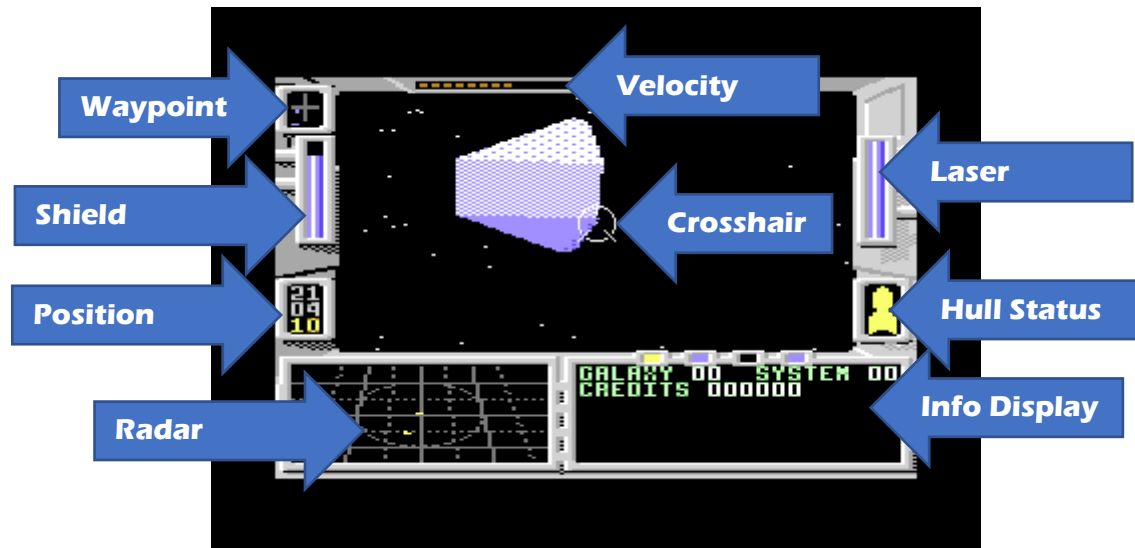 Velocity
Waypoint
Laser
Shield
Crosshair
21
09
10
Position
Hull Status
GALAXY 00 SYSTEM 00
CREDITS 000000
Info Display
Radar